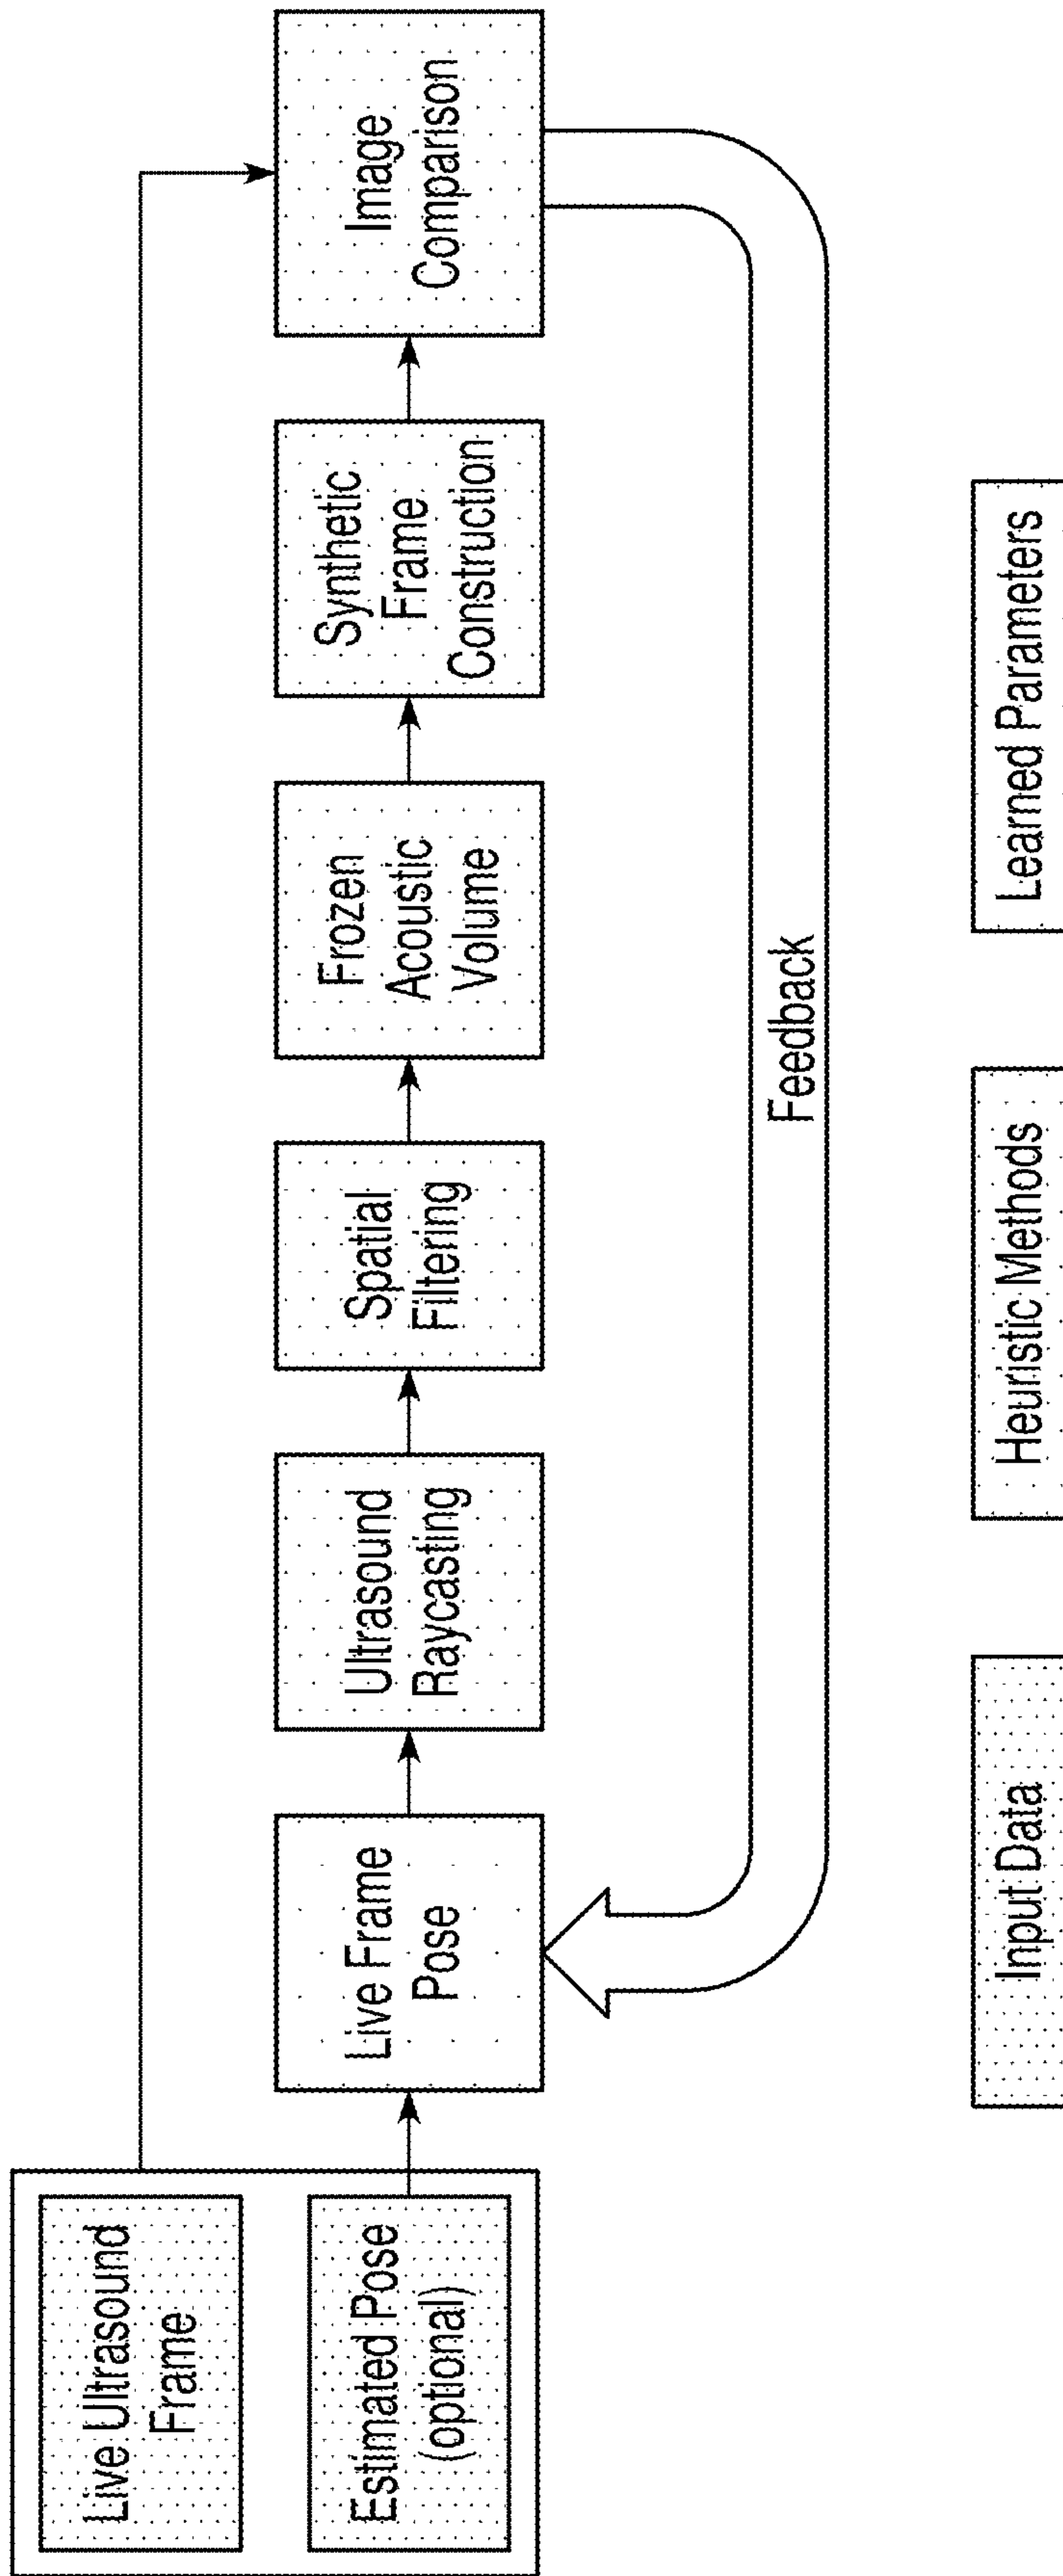 Live Ultrasound
Frame
Estimated Pose
(optional)
Live Frame
Pose
Ultrasound
Raycasting
Spatial
Filtering
Frozen
Acoustic
Volume
Synthetic
Frame
Construction
Image
Comparison
Feedback
Input Data
Heuristic Methods
Learned Parameters